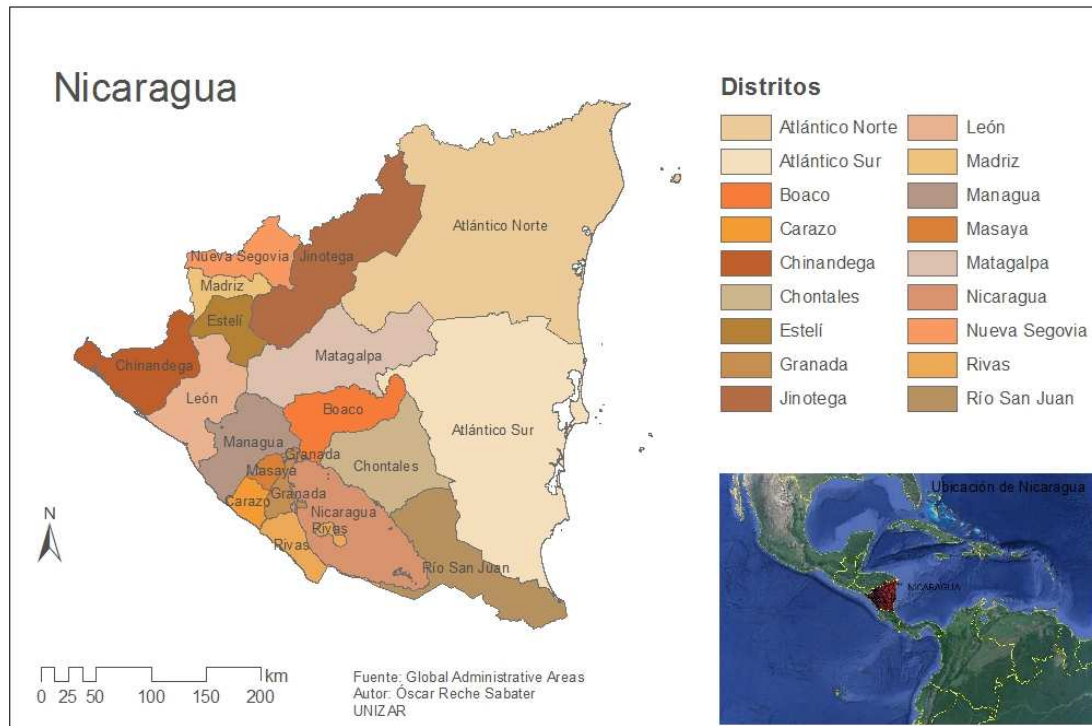 Nicaragua
Distritos
Atlántico Norte
Atlántico Sur
Boaco
Carazo
Chinandega
Chontales
Estelí
Granada
Jinotega
León
Madriz
Managua
Masaya
Matagalpa
Nicaragua
Nueva Segovia
Rivas
Río San Juan
Atlántico Norte
Nueva Segovia
Jinotega
Madriz
Estelí
Chinandega
Matagalpa
León
Boaco
Atlántico Sur
Managua
Granada
Chontales
Masaya
Granada
Carazo
Nicaragua
Rivas
Rivas
Río San Juan
N
km
0 25 50 100 150 200
Fuente: Global Administrative Areas
Autor: Óscar Reche Sabater
UNIZAR
Ubicación de Nicaragua
NICARAGUA